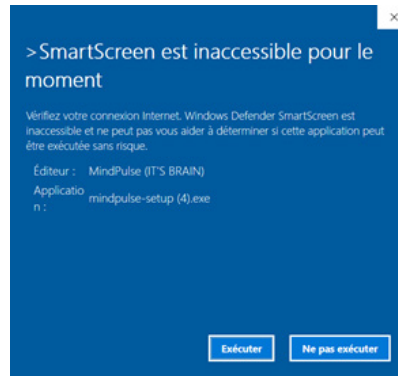 >SmartScreen est inaccessible pour le
moment
Vérifiez votre connexion Internet. Windows Defender SmartScreen est
inaccessible et ne peut pas vous aider à déterminer si cette application peut
être exécutée sans risque.
Éditeur : MindPulse (IT'S BRAIN)
Applicatio
n : mindpulse-setup (4).exe
Exécuter Ne pas exécuter